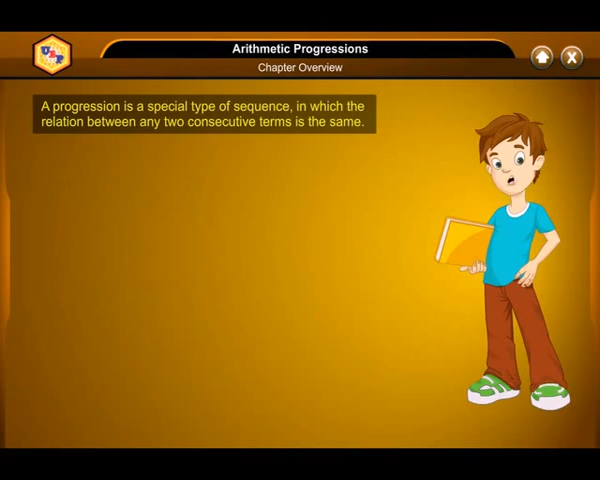 Arithmetic Progressions
Chapter Overview
A progression is a special type of sequence, in which the
relation between any two consecutive terms is the same.